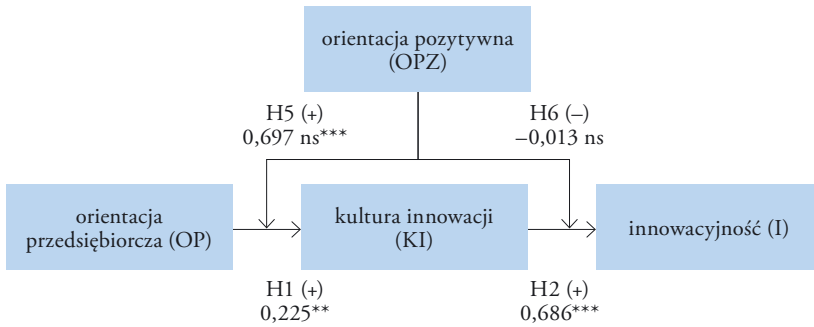 orientacja pozytywna
(OPZ)
H5 (+)
0,697 ns***
H6 (–)
–0,013 ns
orientacja
przedsiębiorcza (OP)
kultura innowacji
(KI)
innowacyjność (I)
H1 (+)
0,225**
H2 (+)
0,686***